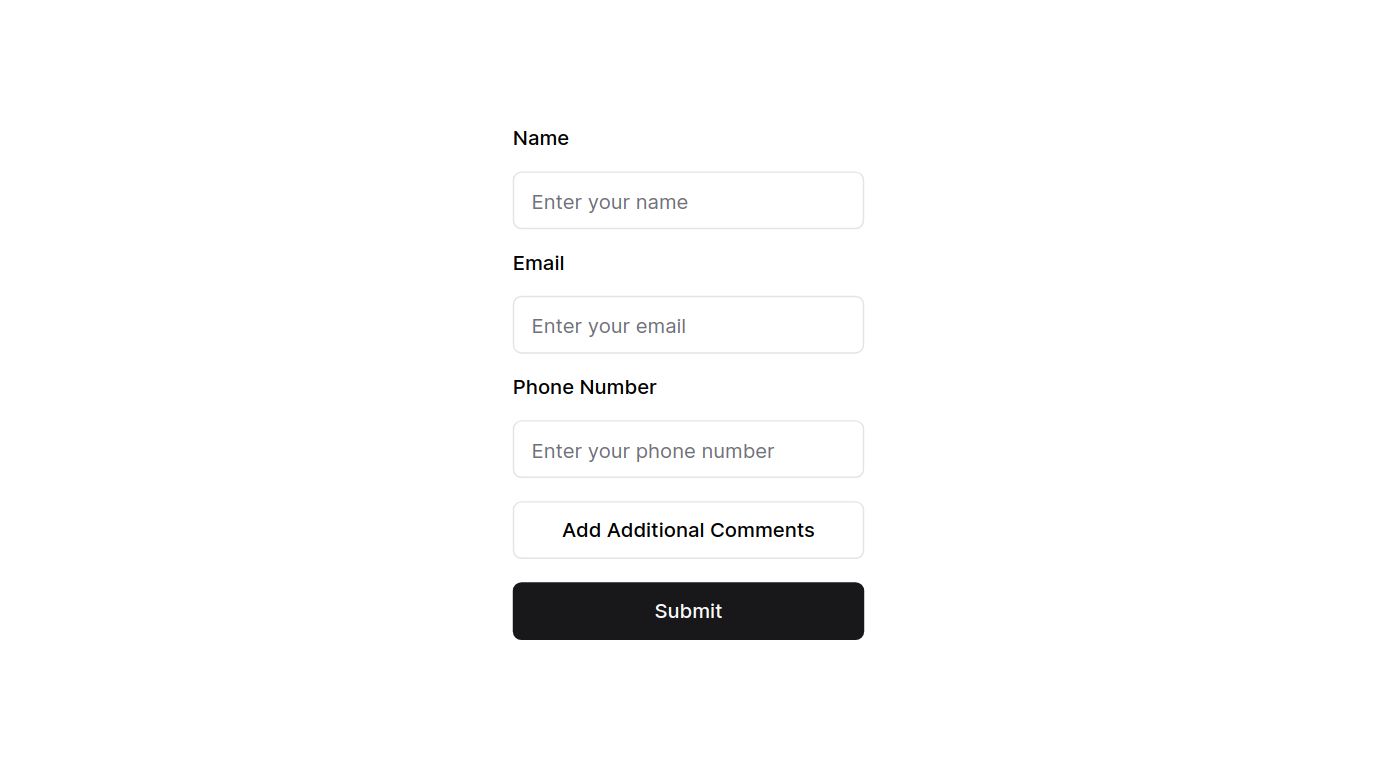 Name
Enter your name
Email
Enter your email
Phone Number
Enter your phone number
Add Additional Comments
Submit